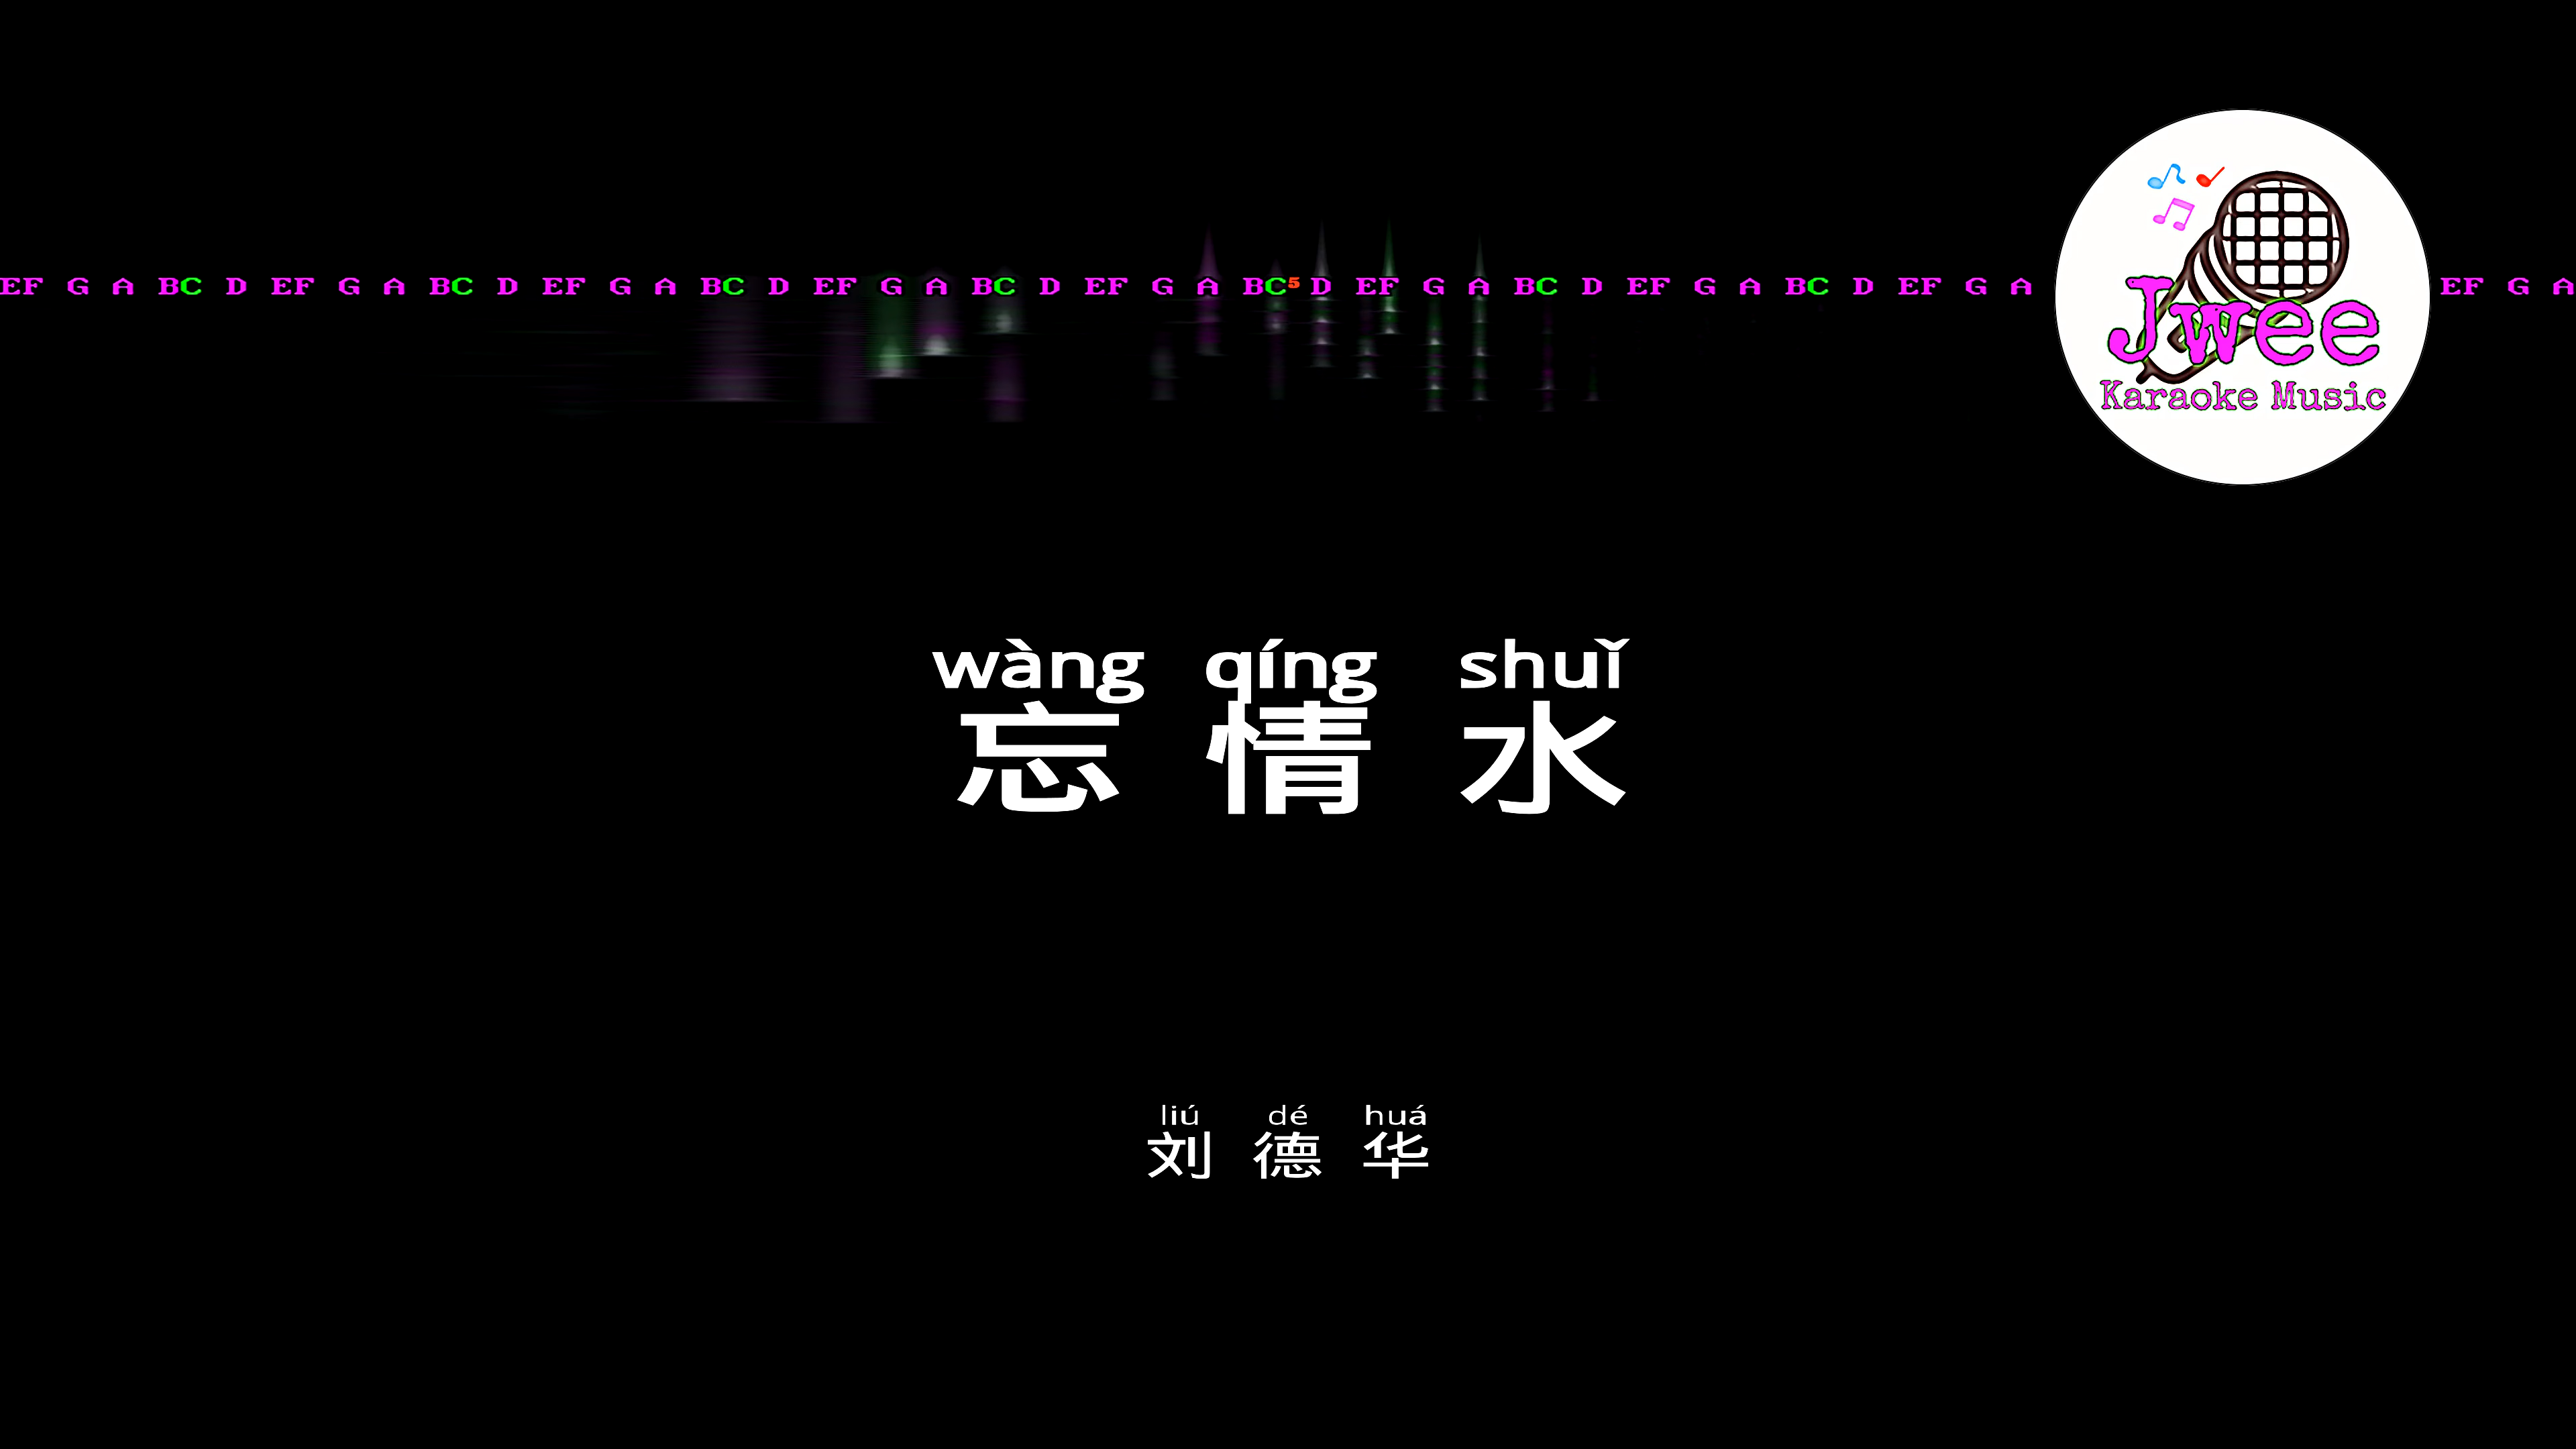 EF G A BC D EF G A BC D EF G A BC D EF G A BC D EF G A BC5 D EF G A BC D EF G A BC D EF G A EF G A
Jwee
Karaoke Music
wàng qíng shuǐ
忘 情 水
liú dé huá
刘 德 华